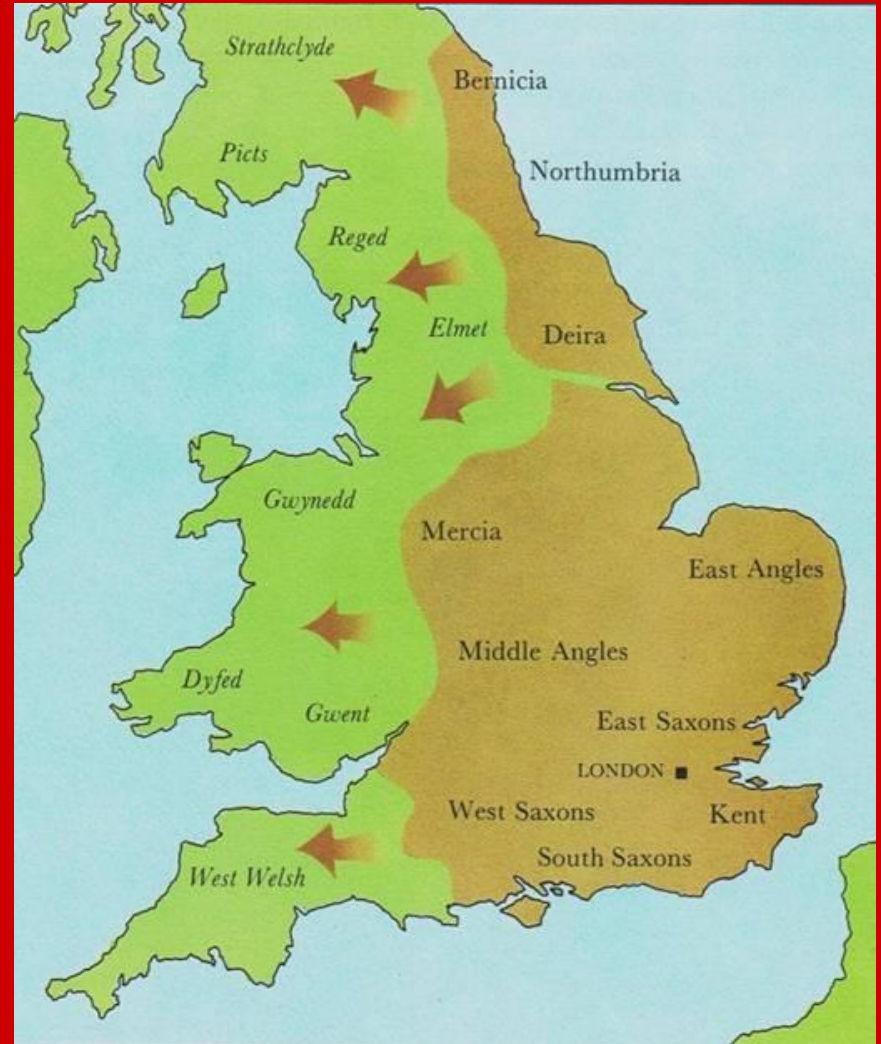 Strathclyde
Bernicia
Picts
Northumbria
Reged
Elmet
Deira
Gwynedd
Mercia
East Angles
Middle Angles
Dyfed
Gwent
East Saxons
LONDON
West Saxons
Kent
South Saxons
West Welsh